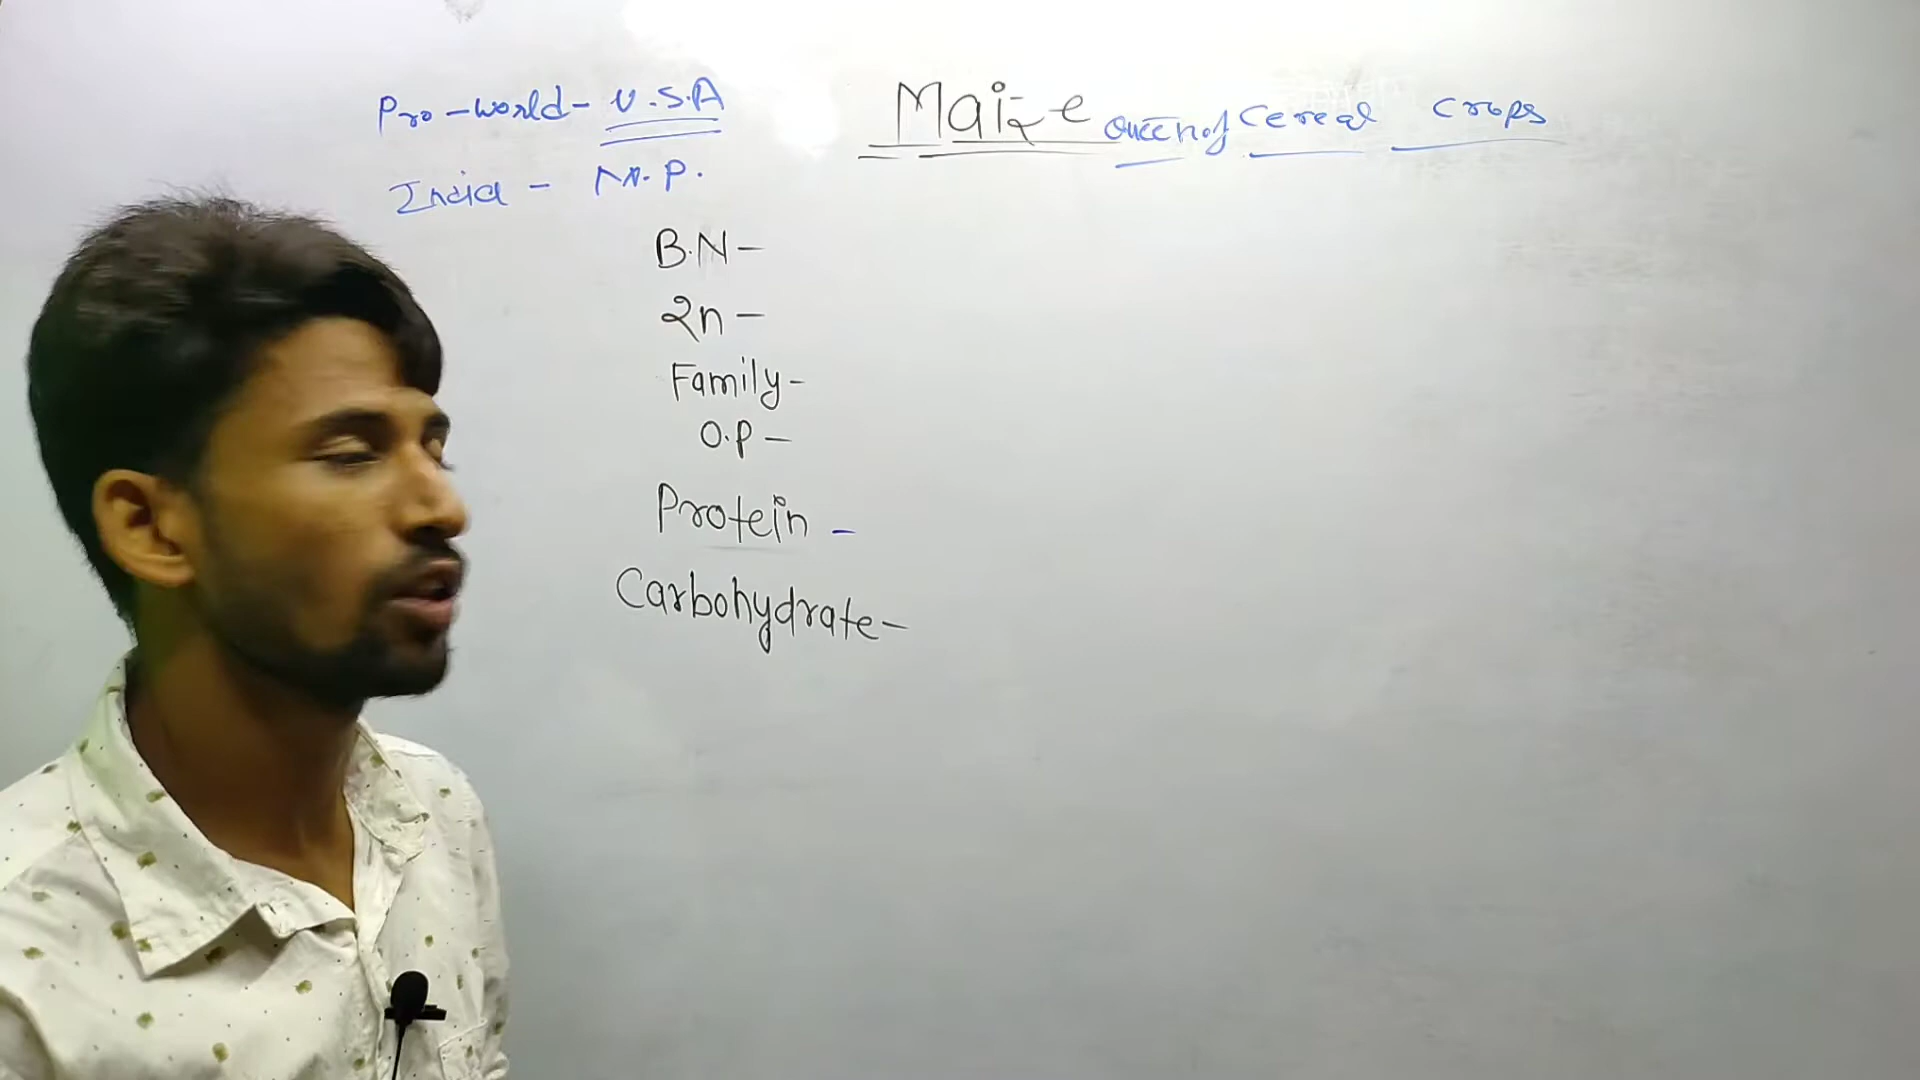 Pro - world - U.S.A
India - M.P.
Maize Queen of Cereal Crops
B.N -
2n -
Family -
O.P -
Protein -
Carbohydrate -